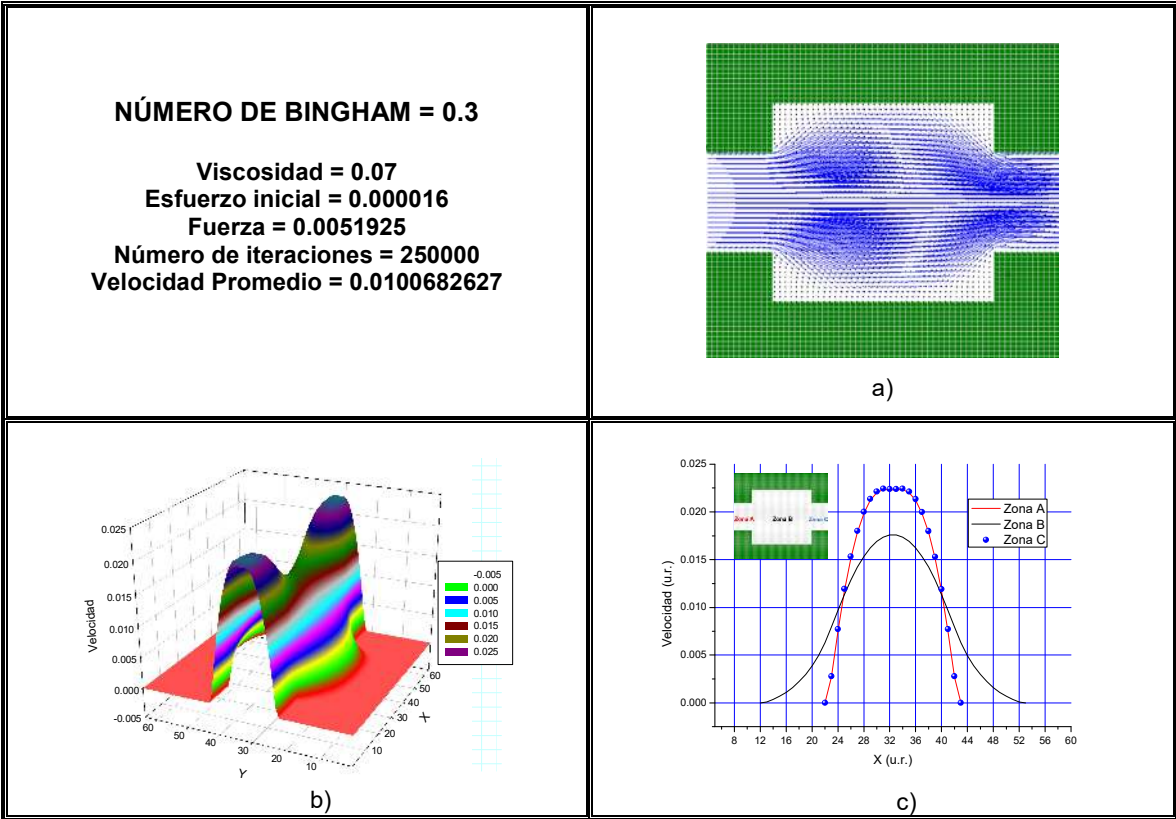 NÚMERO DE BINGHAM = 0.3
Viscosidad = 0.07
Esfuerzo inicial = 0.000016
Fuerza = 0.0051925
Número de iteraciones = 250000
Velocidad Promedio = 0.0100682627
a)
0.025
0.020
0.015
0.010
0.005
0.000
-0.005
Velocidad
60
50
40
30
20
10
Y
10
20
30
40
50
60
X
-0.005
0.000
0.005
0.010
0.015
0.020
0.025
b)
0.025
0.020
0.015
0.010
0.005
0.000
Velocidad (u.r.)
Zona A Zona B Zona C
Zona A
Zona B
Zona C
8 12 16 20 24 28 32 36 40 44 48 52 56 60
X (u.r.)
c)